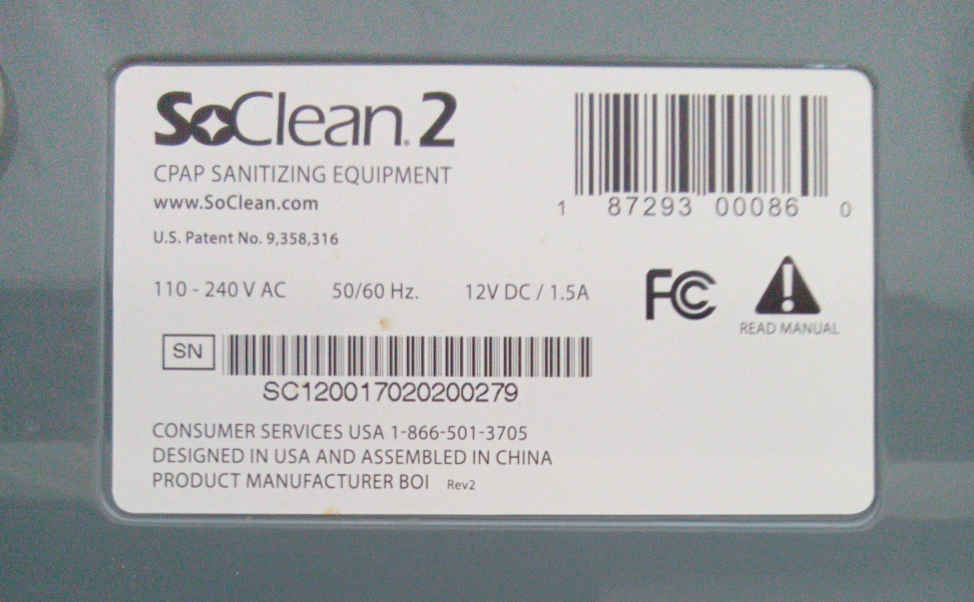 SoClean® 2
CPAP SANITIZING EQUIPMENT
www.SoClean.com
U.S. Patent No. 9,358,316
1 87293 00086 0
110 - 240 V AC 50/60 Hz. 12V DC / 1.5A
FC
READ MANUAL
SN
SC120017020200279
CONSUMER SERVICES USA 1-866-501-3705
DESIGNED IN USA AND ASSEMBLED IN CHINA
PRODUCT MANUFACTURER BOI Rev2